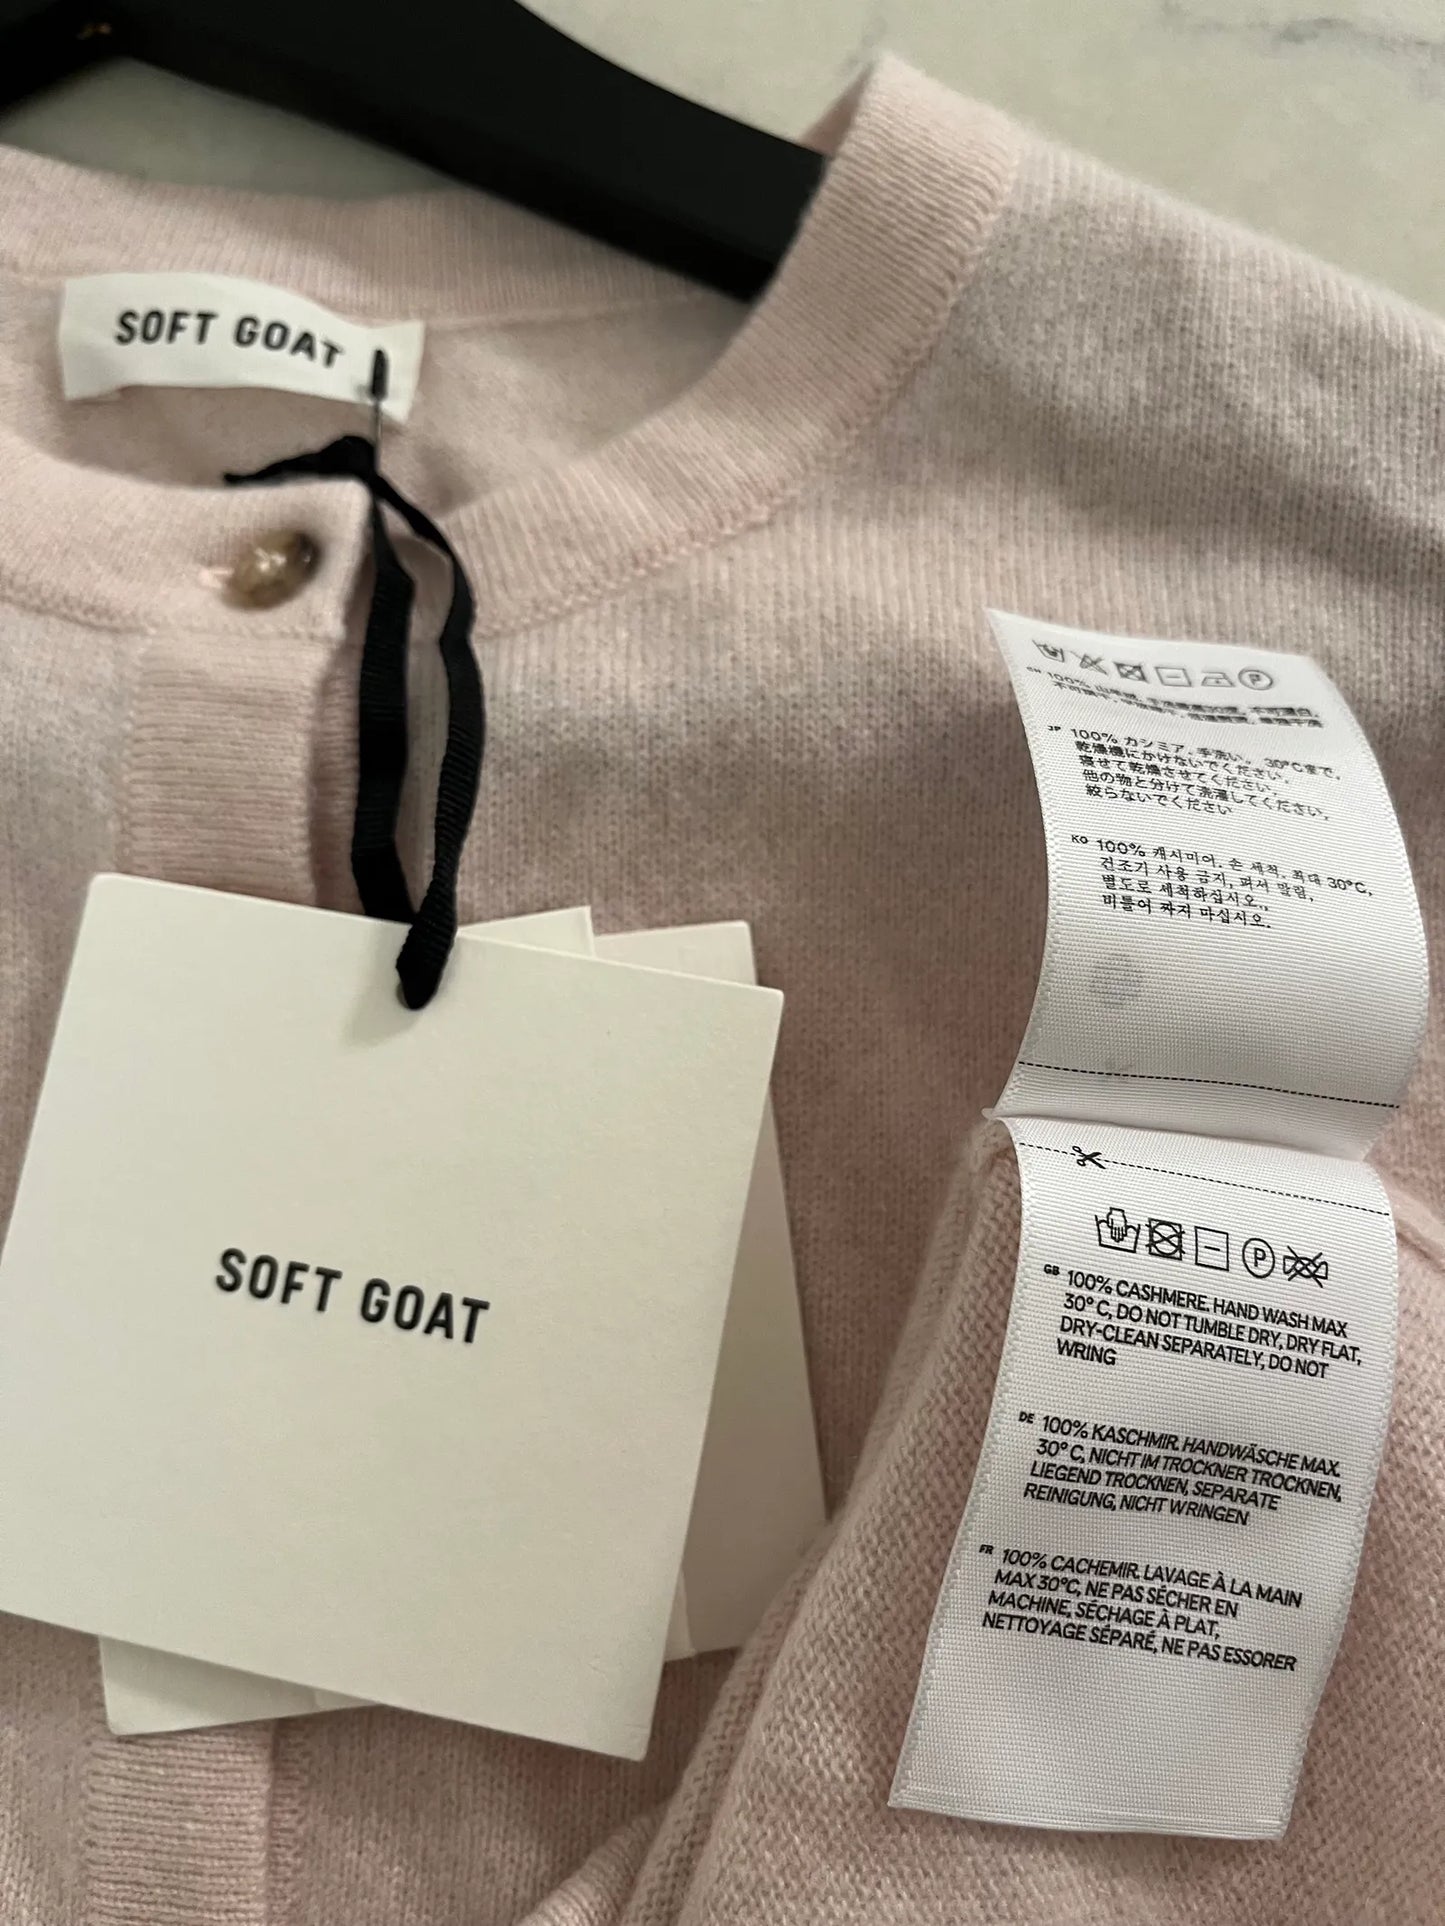 SOFT GOAT
SOFT GOAT
CN 100% 山羊绒
JP 100% カシミア、手洗い、30°Cまで、
乾燥機にかけないでください、
寝せて乾燥させてください、
他の物と分けて洗濯してください、
絞らないでください
KO 100% 캐시미어, 손 세척, 최대 30°C,
건조기 사용 금지, 펴서 말림,
별도로 세척하십시오.,
비틀어 짜지 마십시오.
P
GB 100% CASHMERE. HAND WASH MAX
30° C, DO NOT TUMBLE DRY, DRY FLAT,
DRY-CLEAN SEPARATELY, DO NOT
WRING
DE 100% KASCHMIR. HANDWÄSCHE MAX.
30° C, NICHT IM TROCKNER TROCKNEN,
LIEGEND TROCKNEN, SEPARATE
REINIGUNG, NICHT WRINGEN
FR 100% CACHEMIR. LAVAGE À LA MAIN
MAX 30°C, NE PAS SÉCHER EN
MACHINE, SÉCHAGE À PLAT,
NETTOYAGE SÉPARÉ, NE PAS ESSORER